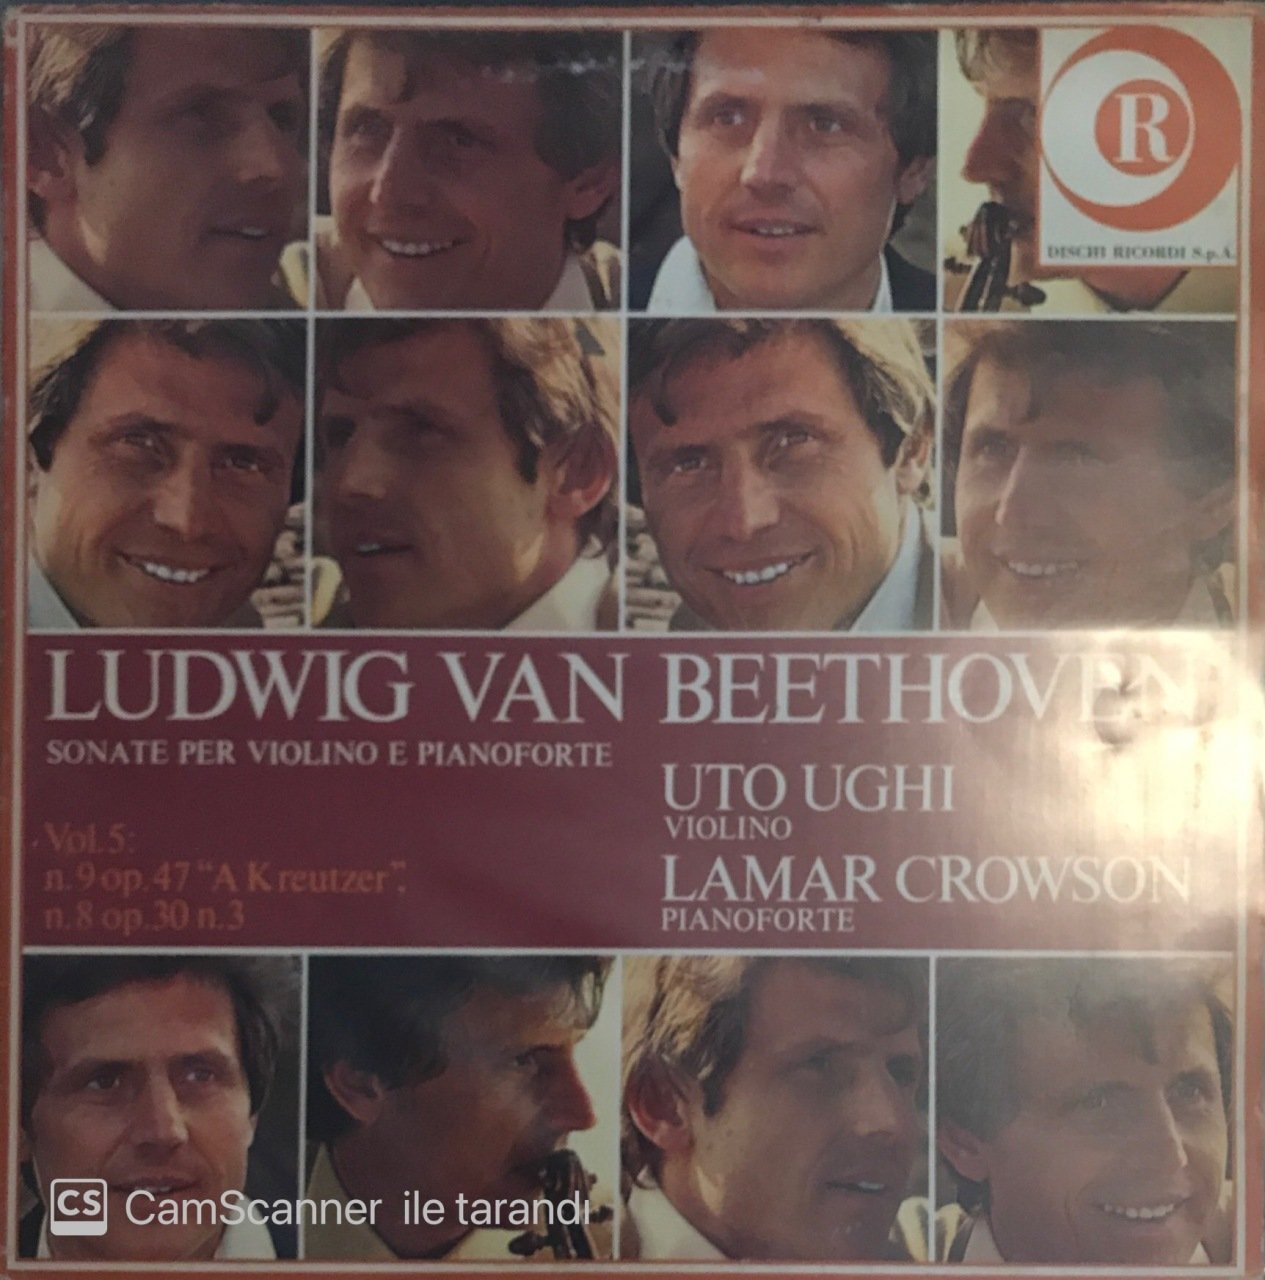 R
DISCHI RICORDI S.p.A.
LUDWIG VAN BEETHOVEN
SONATE PER VIOLINO E PIANOFORTE
UTO UGHI
VIOLINO
LAMAR CROWSON
PIANOFORTE
Vol.5:
n.9 op.47 "A Kreutzer";
n.8 op.30 n.3
CS CamScanner ile tarandı